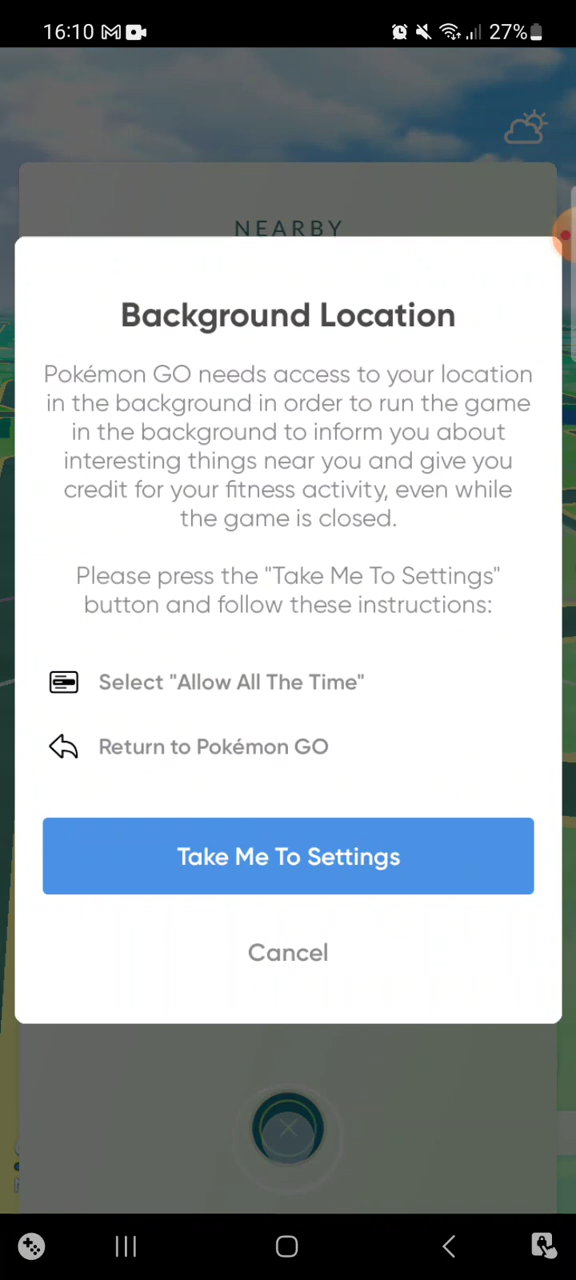 16:10
27%
NEARBY
Background Location
Pokémon GO needs access to your location
in the background in order to run the game
in the background to inform you about
interesting things near you and give you
credit for your fitness activity, even while
the game is closed.
Please press the "Take Me To Settings"
button and follow these instructions:
Select "Allow All The Time"
Return to Pokémon GO
Take Me To Settings
Cancel